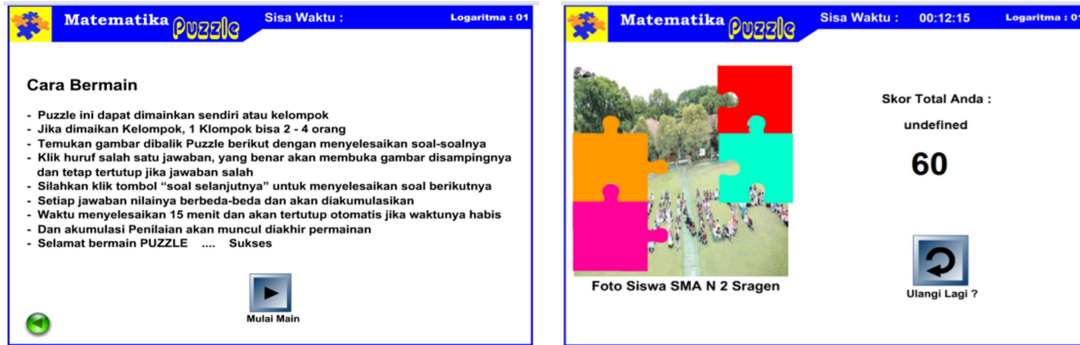 Matematika Puzzle Sisa Waktu : Logaritma : 01
Cara Bermain
- Puzzle ini dapat dimainkan sendiri atau kelompok
- Jika dimaikan Kelompok, 1 Klompok bisa 2 - 4 orang
- Temukan gambar dibalik Puzzle berikut dengan menyelesaikan soal-soalnya
- Klik huruf salah satu jawaban, yang benar akan membuka gambar disampingnya
dan tetap tertutup jika jawaban salah
- Silahkan klik tombol “soal selanjutnya” untuk menyelesaikan soal berikutnya
- Setiap jawaban nilainya berbeda-beda dan akan diakumulasikan
- Waktu menyelesaikan 15 menit dan akan tertutup otomatis jika waktunya habis
- Dan akumulasi Penilaian akan muncul diakhir permainan
- Selamat bermain PUZZLE .... Sukses
Mulai Main
Matematika Puzzle Sisa Waktu : 00:12:15 Logaritma : 01
Skor Total Anda :
undefined
60
Foto Siswa SMA N 2 Sragen
Ulangi Lagi ?